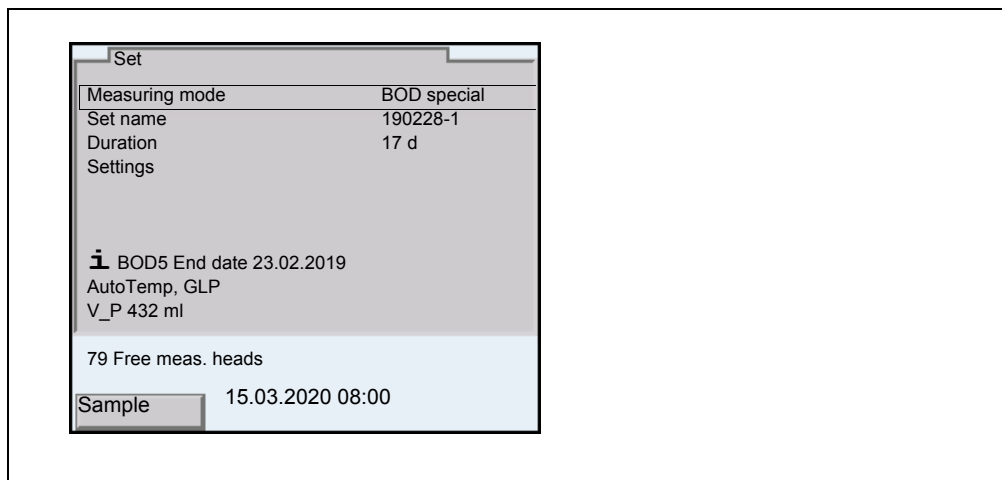 Set
Measuring mode BOD special
Set name 190228-1
Duration 17 d
Settings
i BOD5 End date 23.02.2019
AutoTemp, GLP
V_P 432 ml
79 Free meas. heads
Sample 15.03.2020 08:00